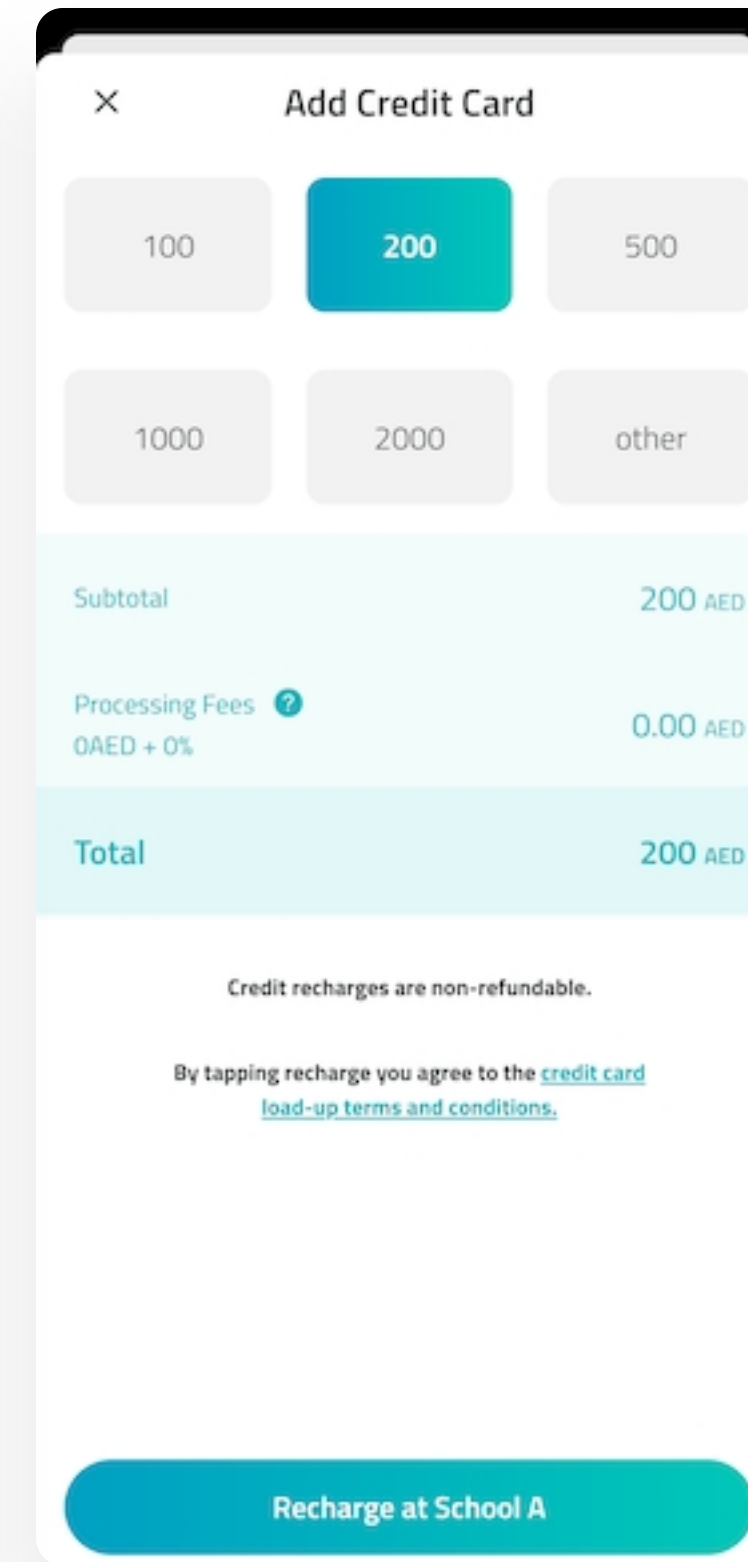 Add Credit Card
100 200 500
1000 2000 other
Subtotal 200 AED
Processing Fees ?
0AED + 0% 0.00 AED
Total 200 AED
Credit recharges are non-refundable.
By tapping recharge you agree to the credit card
load-up terms and conditions.
Recharge at School A